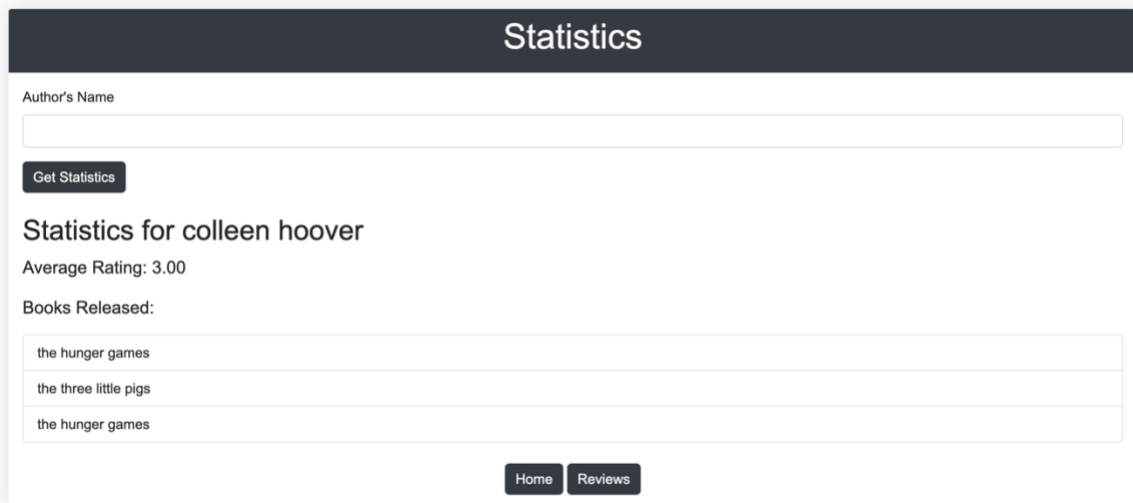 Statistics
Author's Name
Get Statistics
Statistics for colleen hoover
Average Rating: 3.00
Books Released:
the hunger games
the three little pigs
the hunger games
Home Reviews